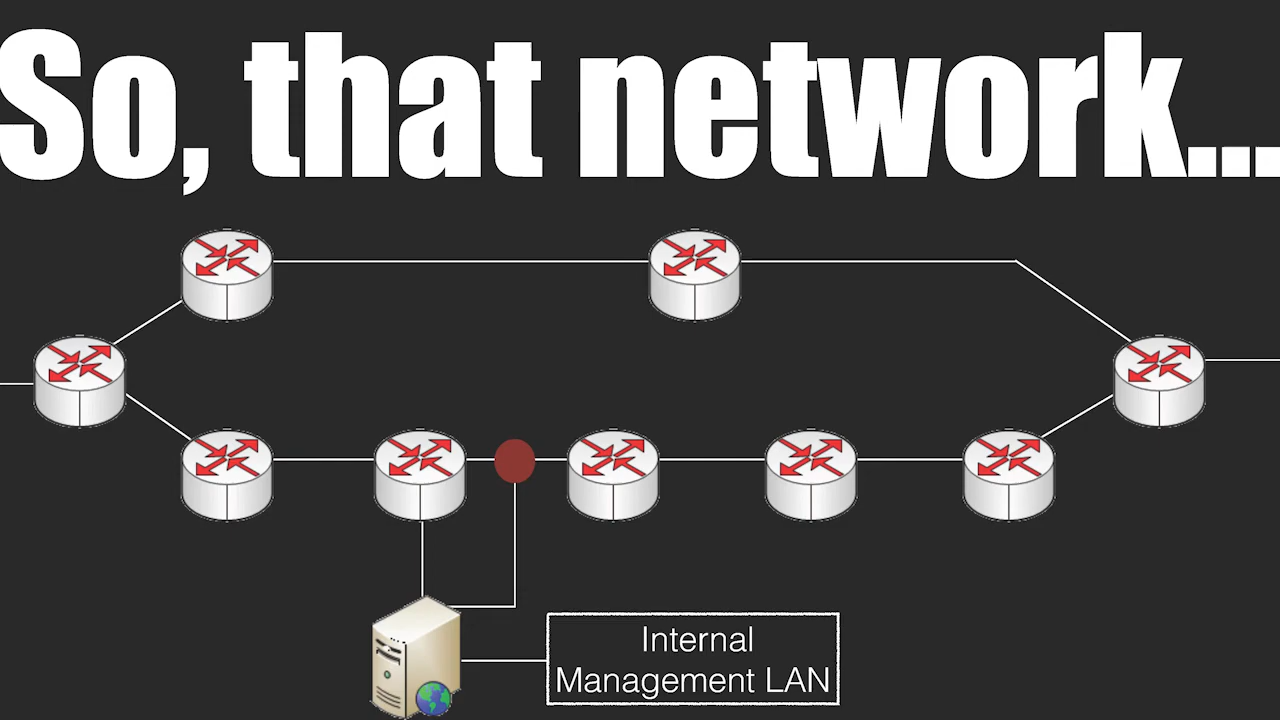 So, that network...
Internal
Management LAN